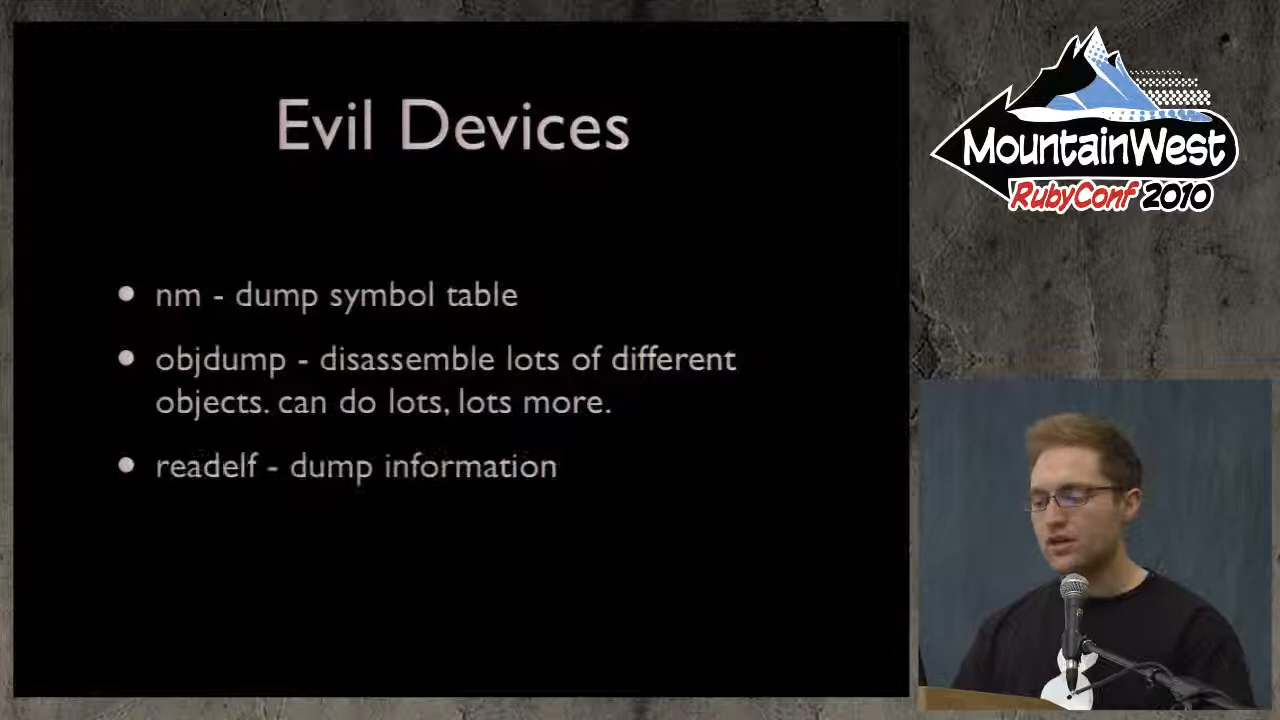 Evil Devices
• nm - dump symbol table
• objdump - disassemble lots of different
objects. can do lots, lots more.
• readelf - dump information
MountainWest
RubyConf 2010